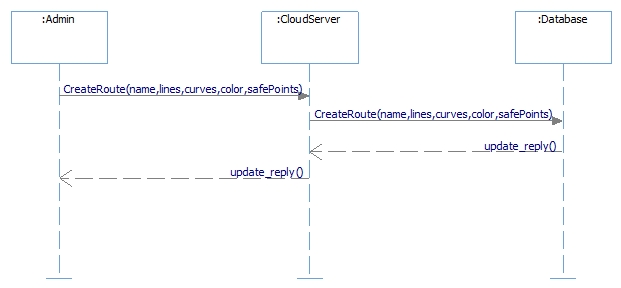 :Admin
:CloudServer
:Database
CreateRoute(name,lines,curves,color,safePoints)
CreateRoute(name,lines,curves,color,safePoints)
update_reply()
update_reply()